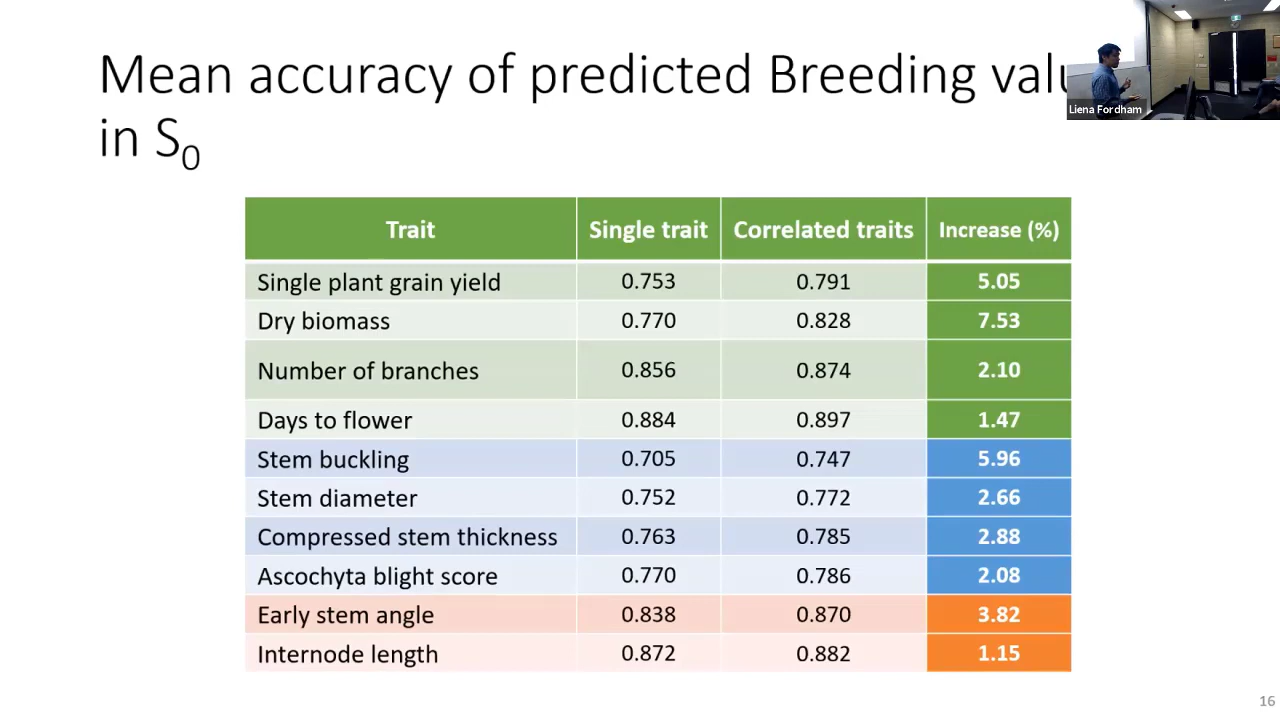 Mean accuracy of predicted Breeding valu
in S0
Liena Fordham
Trait Single trait Correlated traits Increase (%)
Single plant grain yield 0.753 0.791 5.05
Dry biomass 0.770 0.828 7.53
Number of branches 0.856 0.874 2.10
Days to flower 0.884 0.897 1.47
Stem buckling 0.705 0.747 5.96
Stem diameter 0.752 0.772 2.66
Compressed stem thickness 0.763 0.785 2.88
Ascochyta blight score 0.770 0.786 2.08
Early stem angle 0.838 0.870 3.82
Internode length 0.872 0.882 1.15
16